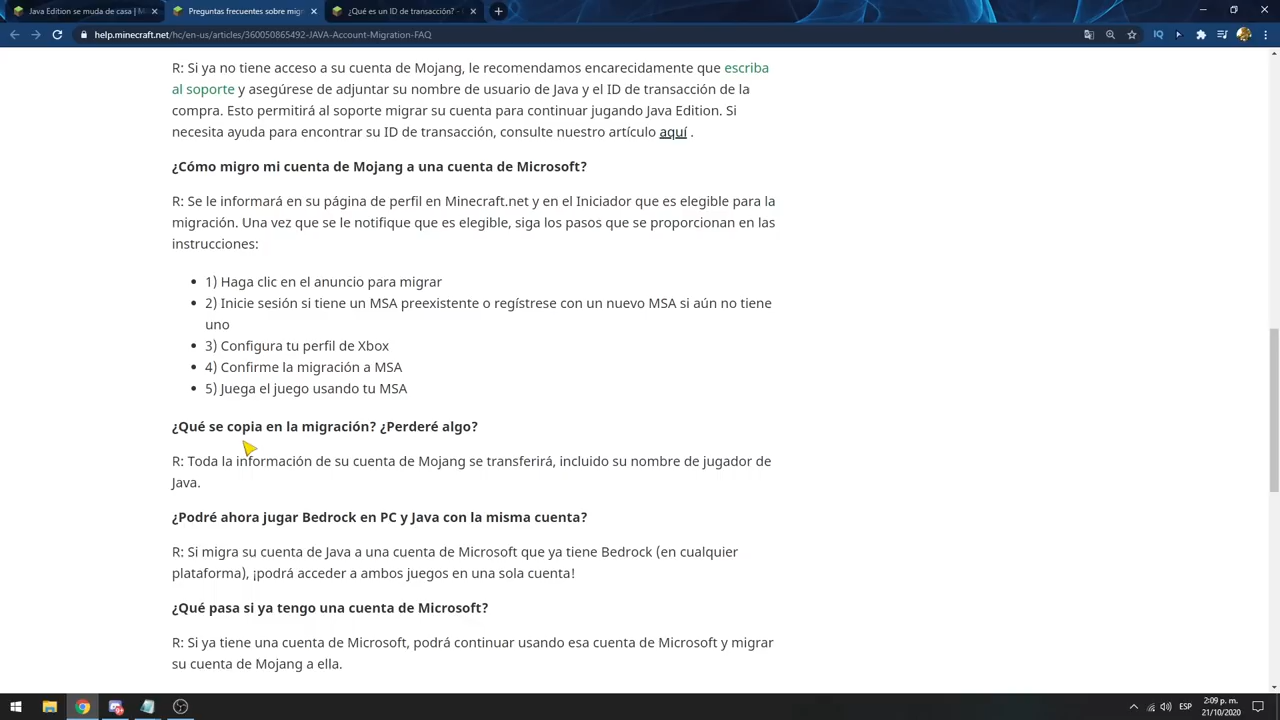 Java Edition se muda de casa | M
Preguntas frecuentes sobre migr
¿Qué es un ID de transacción? -
help.minecraft.net/hc/en-us/articles/360050865492-JAVA-Account-Migration-FAQ
R: Si ya no tiene acceso a su cuenta de Mojang, le recomendamos encarecidamente que escriba
al soporte y asegúrese de adjuntar su nombre de usuario de Java y el ID de transacción de la
compra. Esto permitirá al soporte migrar su cuenta para continuar jugando Java Edition. Si
necesita ayuda para encontrar su ID de transacción, consulte nuestro artículo aquí .
¿Cómo migro mi cuenta de Mojang a una cuenta de Microsoft?
R: Se le informará en su página de perfil en Minecraft.net y en el Iniciador que es elegible para la
migración. Una vez que se le notifique que es elegible, siga los pasos que se proporcionan en las
instrucciones:
1) Haga clic en el anuncio para migrar
2) Inicie sesión si tiene un MSA preexistente o regístrese con un nuevo MSA si aún no tiene
uno
3) Configura tu perfil de Xbox
4) Confirme la migración a MSA
5) Juega el juego usando tu MSA
¿Qué se copia en la migración? ¿Perderé algo?
R: Toda la información de su cuenta de Mojang se transferirá, incluido su nombre de jugador de
Java.
¿Podré ahora jugar Bedrock en PC y Java con la misma cuenta?
R: Si migra su cuenta de Java a una cuenta de Microsoft que ya tiene Bedrock (en cualquier
plataforma), ¡podrá acceder a ambos juegos en una sola cuenta!
¿Qué pasa si ya tengo una cuenta de Microsoft?
R: Si ya tiene una cuenta de Microsoft, podrá continuar usando esa cuenta de Microsoft y migrar
su cuenta de Mojang a ella.
ESP
2:09 p. m.
21/10/2020